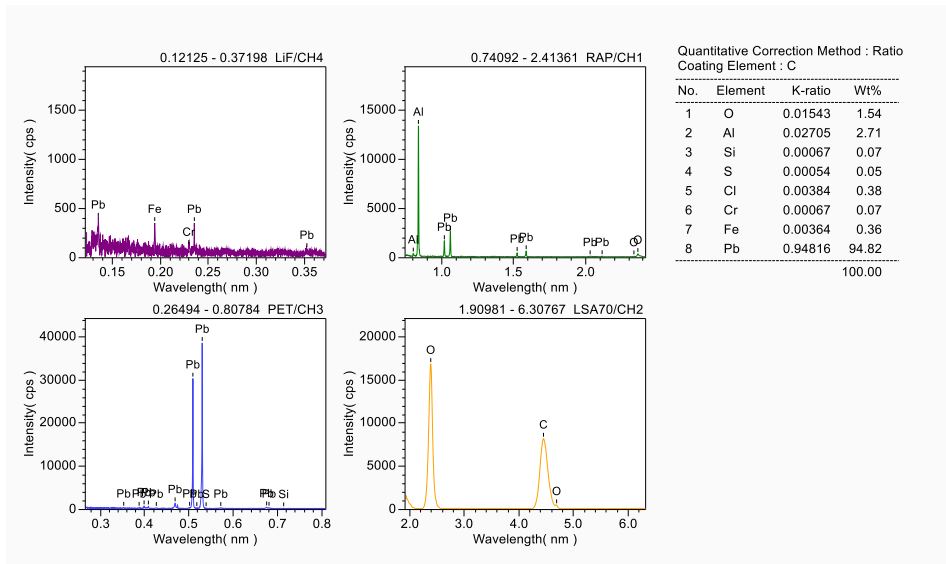 0.12125 - 0.37198 LiF/CH4
Intensity( cps )
1500
1000
500
0
Pb
Fe
Pb
Cr
Pb
0.15 0.20 0.25 0.30 0.35
Wavelength( nm )
0.74092 - 2.41361 RAP/CH1
Intensity( cps )
15000
10000
5000
0
Al
Al
Pb
Pb
Pb
Pb
Pb
Pb
O
O
1.0 1.5 2.0
Wavelength( nm )
Quantitative Correction Method : Ratio
Coating Element : C
No. Element K-ratio Wt%
1 O 0.01543 1.54
2 Al 0.02705 2.71
3 Si 0.00067 0.07
4 S 0.00054 0.05
5 Cl 0.00384 0.38
6 Cr 0.00067 0.07
7 Fe 0.00364 0.36
8 Pb 0.94816 94.82
100.00
0.26494 - 0.80784 PET/CH3
Intensity( cps )
40000
30000
20000
10000
0
Pb
Pb
Pb Pb Pb Pb Pb Pb Pb Pb S Pb Pb Pb Si
0.3 0.4 0.5 0.6 0.7 0.8
Wavelength( nm )
1.90981 - 6.30767 LSA70/CH2
Intensity( cps )
20000
15000
10000
5000
0
O
C
O
2.0 3.0 4.0 5.0 6.0
Wavelength( nm )